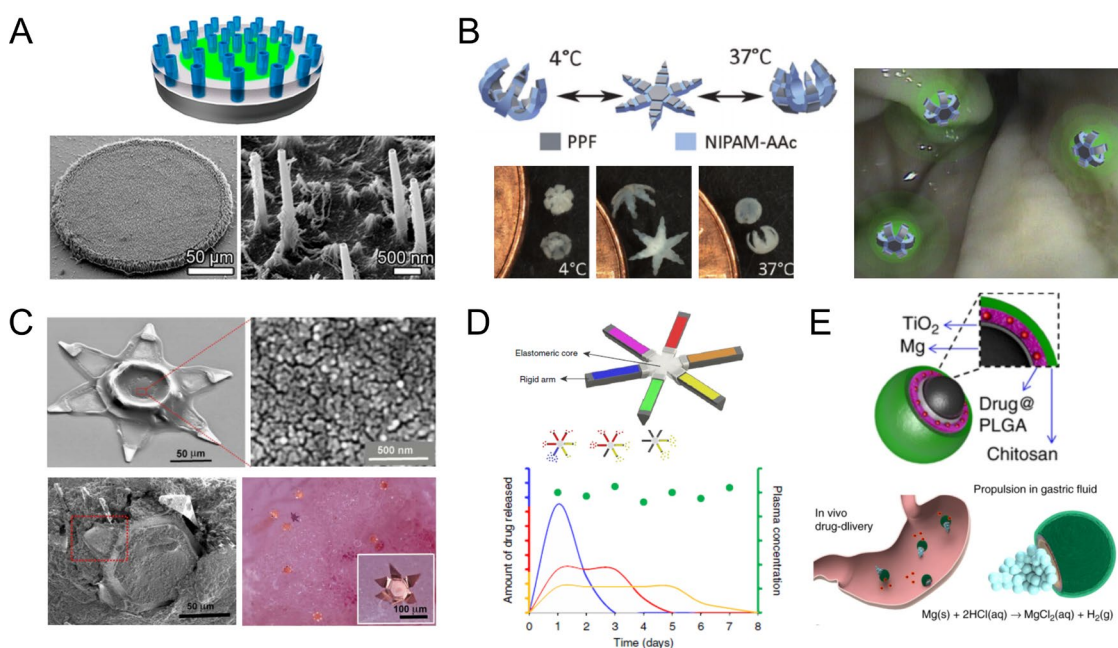 A
50 µm
500 nm
B
4°C
37°C
PPF
NIPAM-AAc
4°C
37°C
C
50 µm
500 nm
50 µm
100 µm
D
Elastomeric core
Rigid arm
Amount of drug released
Plasma concentration
0 1 2 3 4 5 6 7 8
Time (days)
E
TiO₂
Mg
Drug@
PLGA
Chitosan
In vivo
drug-dlivery
Propulsion in gastric fluid
Mg(s) + 2HCl(aq) → MgCl₂(aq) + H₂(g)